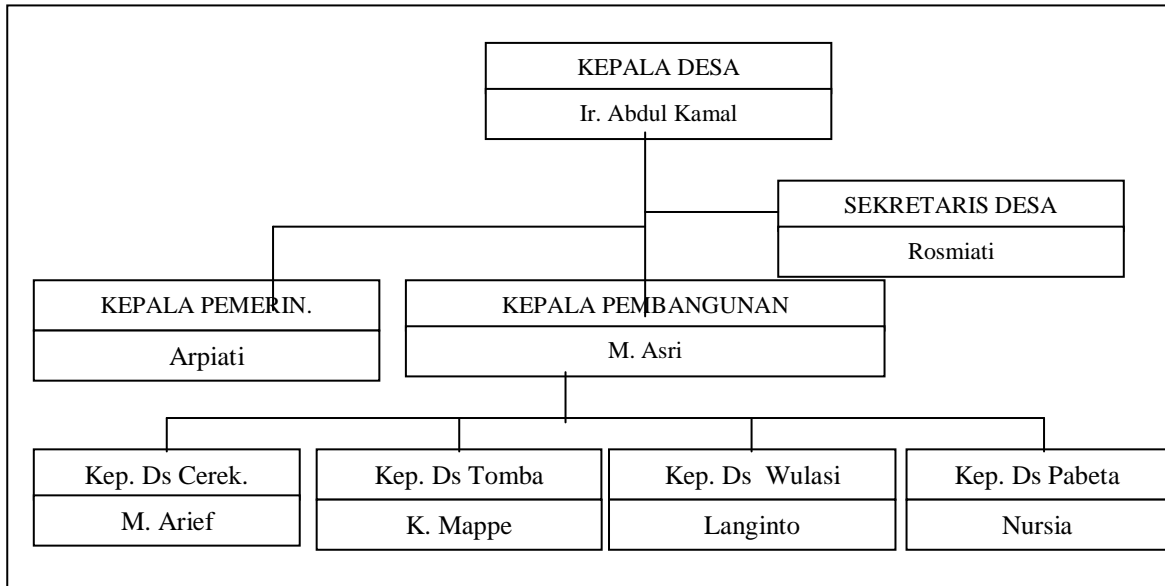 KEPALA DESA
Ir. Abdul Kamal
SEKRETARIS DESA
Rosmiati
KEPALA PEMERIN.
Arpiati
KEPALA PEMBANGUNAN
M. Asri
Kep. Ds Cerek.
M. Arief
Kep. Ds Tomba
K. Mappe
Kep. Ds Wulasi
Langinto
Kep. Ds Pabeta
Nursia